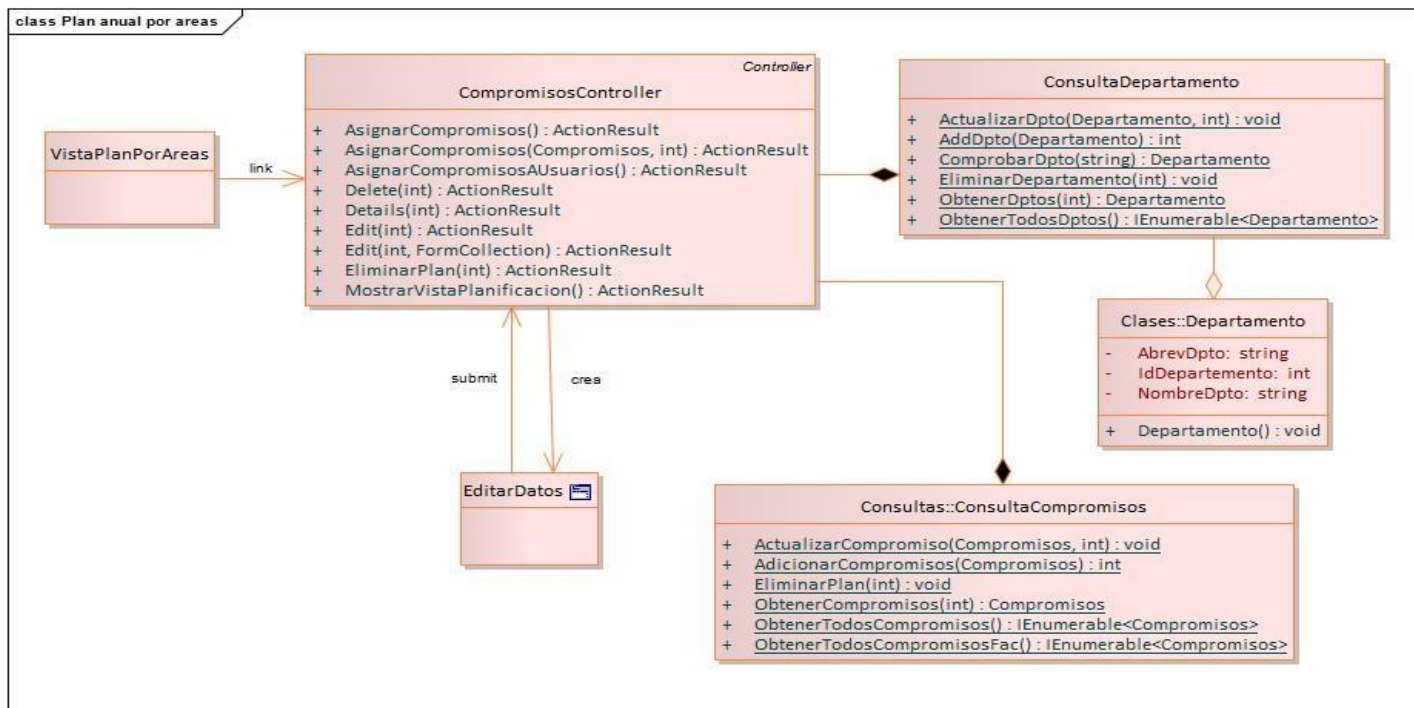 class Plan anual por areas
VistaPlanPorAreas
link
Controller
CompromisosController
+ AsignarCompromisos() : ActionResult
+ AsignarCompromisos(Compromisos, int) : ActionResult
+ AsignarCompromisosAUsuarios() : ActionResult
+ Delete(int) : ActionResult
+ Details(int) : ActionResult
+ Edit(int) : ActionResult
+ Edit(int, FormCollection) : ActionResult
+ EliminarPlan(int) : ActionResult
+ MostrarVistaPlanificacion() : ActionResult
ConsultaDepartamento
+ ActualizarDpto(Departamento, int) : void
+ AddDpto(Departamento) : int
+ ComprobarDpto(string) : Departamento
+ EliminarDepartamento(int) : void
+ ObtenerDptos(int) : Departamento
+ ObtenerTodosDptos() : IEnumerable<Departamento>
Clases::Departamento
- AbrevDpto: string
- IdDepartemento: int
- NombreDpto: string
+ Departamento() : void
submit
crea
EditarDatos
Consultas::ConsultaCompromisos
+ ActualizarCompromiso(Compromisos, int) : void
+ AdicionarCompromisos(Compromisos) : int
+ EliminarPlan(int) : void
+ ObtenerCompromisos(int) : Compromisos
+ ObtenerTodosCompromisos() : IEnumerable<Compromisos>
+ ObtenerTodosCompromisosFac() : IEnumerable<Compromisos>